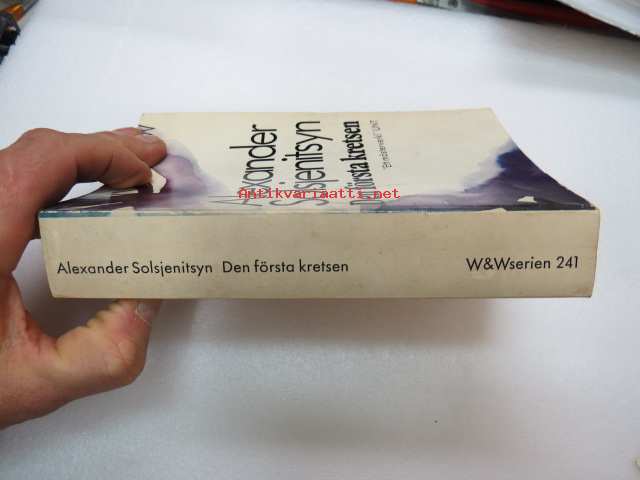 W
Alexander
Solsjenitsyn
Den första kretsen
Antikvariaatti.net
Alexander Solsjenitsyn Den första kretsen
W&Wserien 241